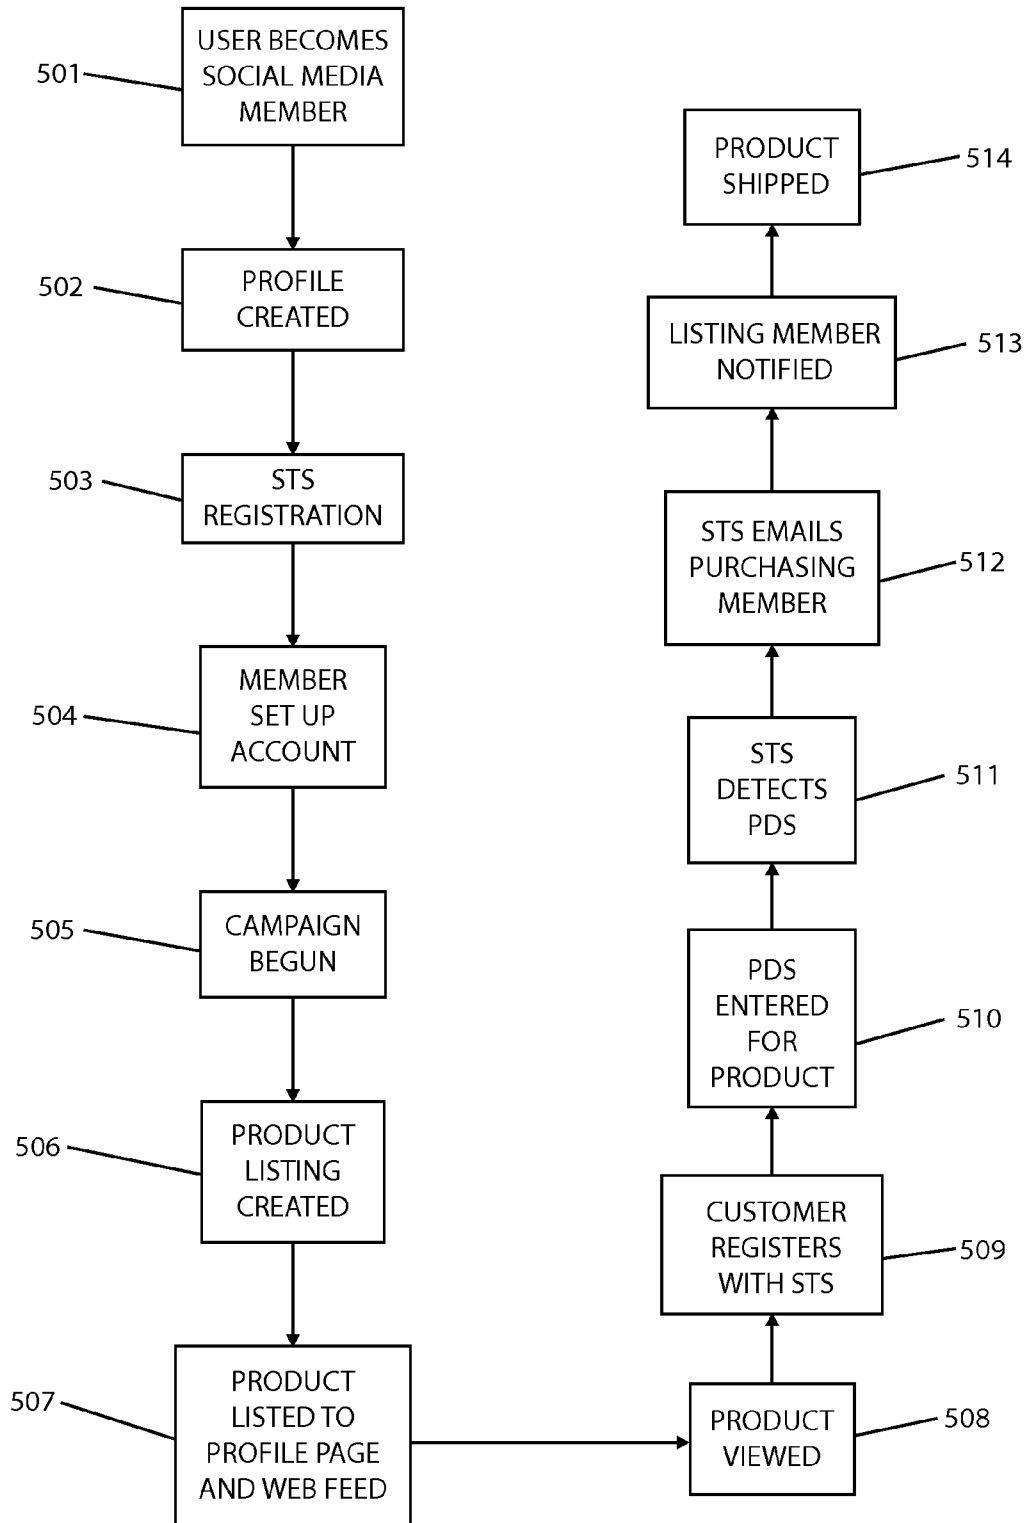 501
USER BECOMES
SOCIAL MEDIA
MEMBER
502
PROFILE
CREATED
503
STS
REGISTRATION
504
MEMBER
SET UP
ACCOUNT
505
CAMPAIGN
BEGUN
506
PRODUCT
LISTING
CREATED
507
PRODUCT
LISTED TO
PROFILE PAGE
AND WEB FEED
PRODUCT
VIEWED
508
CUSTOMER
REGISTERS
WITH STS
509
PDS
ENTERED
FOR
PRODUCT
510
STS
DETECTS
PDS
511
STS EMAILS
PURCHASING
MEMBER
512
LISTING MEMBER
NOTIFIED
513
PRODUCT
SHIPPED
514